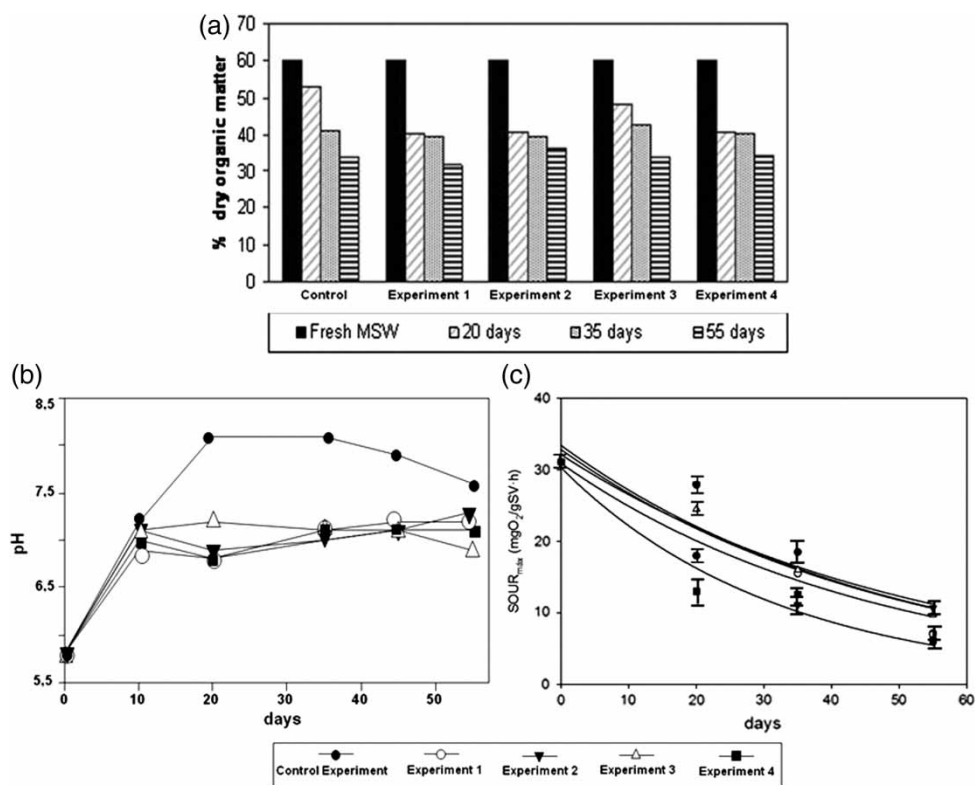 (a)
% dry organic matter
70
60
50
40
30
20
10
0
Control Experiment 1 Experiment 2 Experiment 3 Experiment 4
Fresh MSW 20 days 35 days 55 days
(b)
pH
8,5
7,5
6,5
5,5
0 10 20 30 40 50
days
(c)
SOUR máx (mgO2/gSV·h)
40
30
20
10
0
0 10 20 30 40 50 60
days
Control Experiment Experiment 1 Experiment 2 Experiment 3 Experiment 4